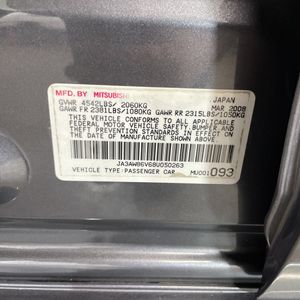 MFD. BY MITSUBISHI JAPAN
GVWR 4542LBS/ 2060KG MAR 2008
GAWR FR 2381LBS/1080KG GAWR RR 2315LBS/1050KG
THIS VEHICLE CONFORMS TO ALL APPLICABLE
FEDERAL MOTOR VEHICLE SAFETY,BUMPER,AND
THEFT PREVENTION STANDARDS IN EFFECT
ON THE DATE OF MANUFACTURE SHOWN ABOVE.
JA3AW86V68U050263
VEHICLE TYPE:PASSENGER CAR MU001093